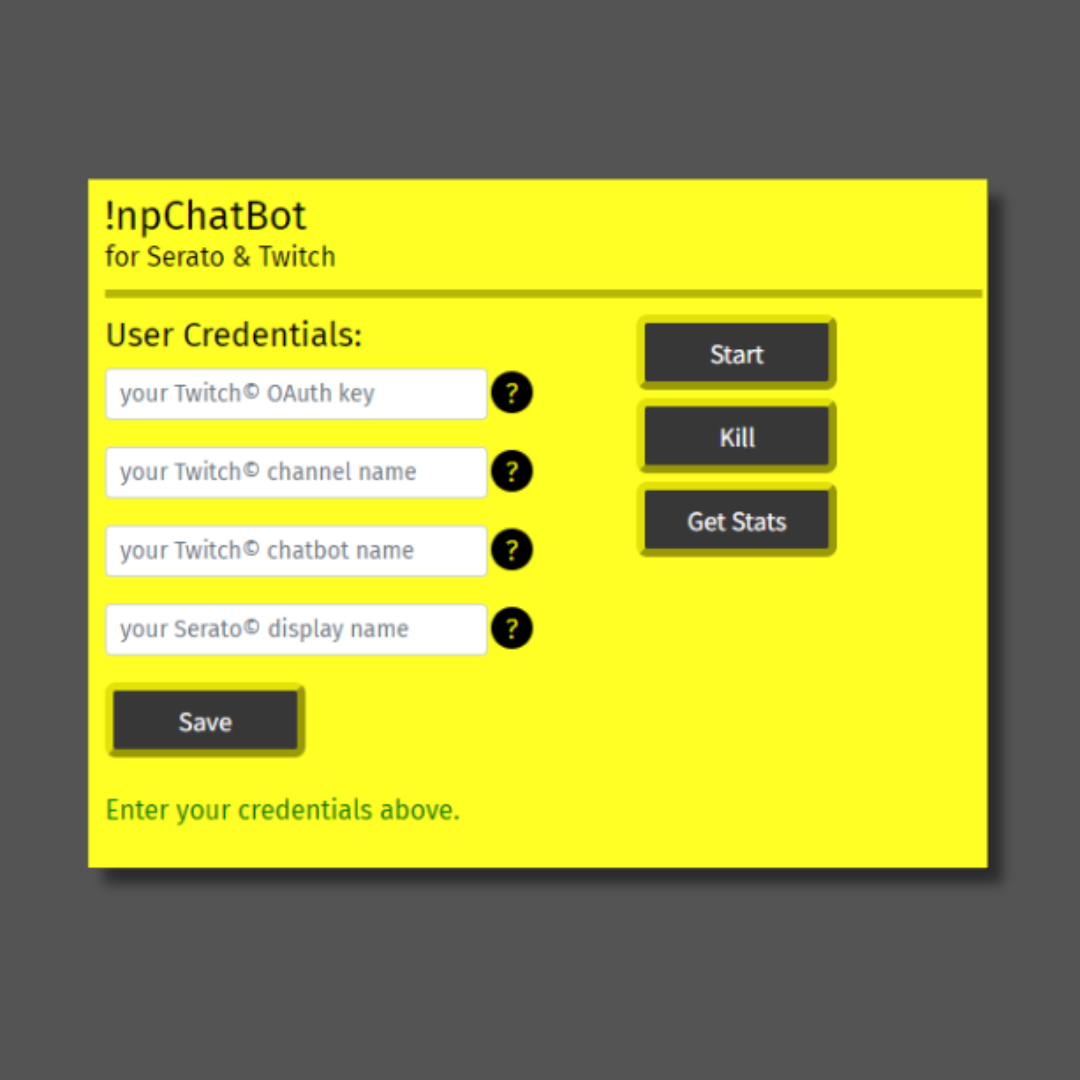 !npChatBot
for Serato & Twitch
User Credentials:
your Twitch© OAuth key
?
your Twitch© channel name
?
your Twitch© chatbot name
?
your Serato© display name
?
Save
Enter your credentials above.
Start
Kill
Get Stats